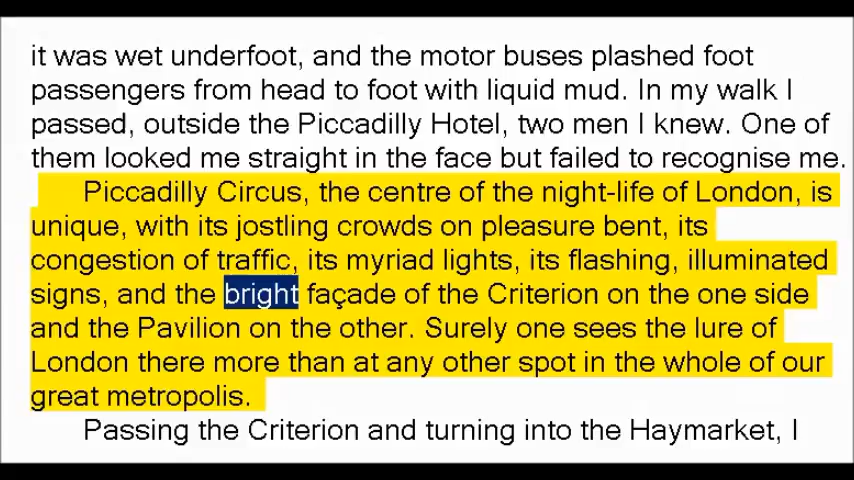 it was wet underfoot, and the motor buses plashed foot
passengers from head to foot with liquid mud. In my walk I
passed, outside the Piccadilly Hotel, two men I knew. One of
them looked me straight in the face but failed to recognise me.
Piccadilly Circus, the centre of the night-life of London, is
unique, with its jostling crowds on pleasure bent, its
congestion of traffic, its myriad lights, its flashing, illuminated
signs, and the bright façade of the Criterion on the one side
and the Pavilion on the other. Surely one sees the lure of
London there more than at any other spot in the whole of our
great metropolis.
Passing the Criterion and turning into the Haymarket, I